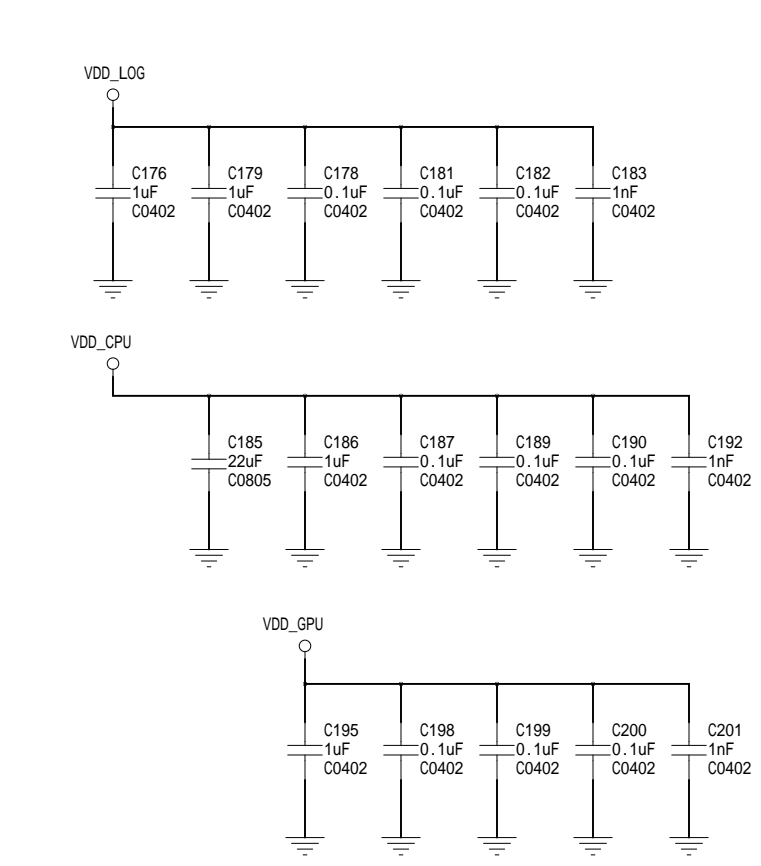 VDD_LOG
C176 C179 C178 C181 C182 C183
1uF 1uF 0.1uF 0.1uF 0.1uF 1nF
C0402 C0402 C0402 C0402 C0402 C0402
VDD_CPU
C185 C186 C187 C189 C190 C192
22uF 1uF 0.1uF 0.1uF 0.1uF 1nF
C0805 C0402 C0402 C0402 C0402 C0402
VDD_GPU
C195 C198 C199 C200 C201
1uF 0.1uF 0.1uF 0.1uF 1nF
C0402 C0402 C0402 C0402 C0402